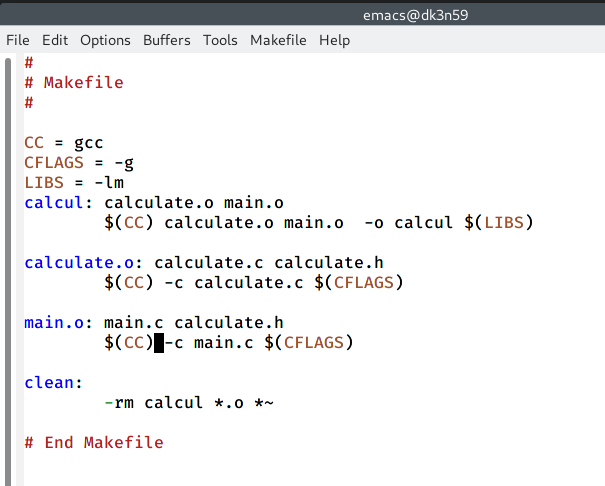 emacs@dk3n59
File Edit Options Buffers Tools Makefile Help
#
# Makefile
#
CC = gcc
CFLAGS = -g
LIBS = -lm
calcul: calculate.o main.o
$(CC) calculate.o main.o  -o calcul $(LIBS)
calculate.o: calculate.c calculate.h
$(CC) -c calculate.c $(CFLAGS)
main.o: main.c calculate.h
$(CC) -c main.c $(CFLAGS)
clean:
-rm calcul *.o *~
# End Makefile